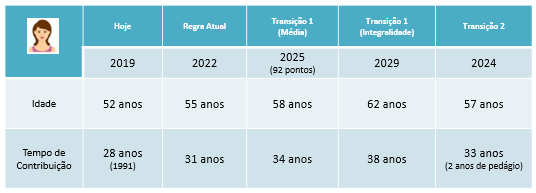 Hoje
Regra Atual
Transição 1
(Média)
Transição 1
(Integralidade)
Transição 2
2019
2022
2025
(92 pontos)
2029
2024
Idade
52 anos
55 anos
58 anos
62 anos
57 anos
Tempo de
Contribuição
28 anos
(1991)
31 anos
34 anos
38 anos
33 anos
(2 anos de pedágio)